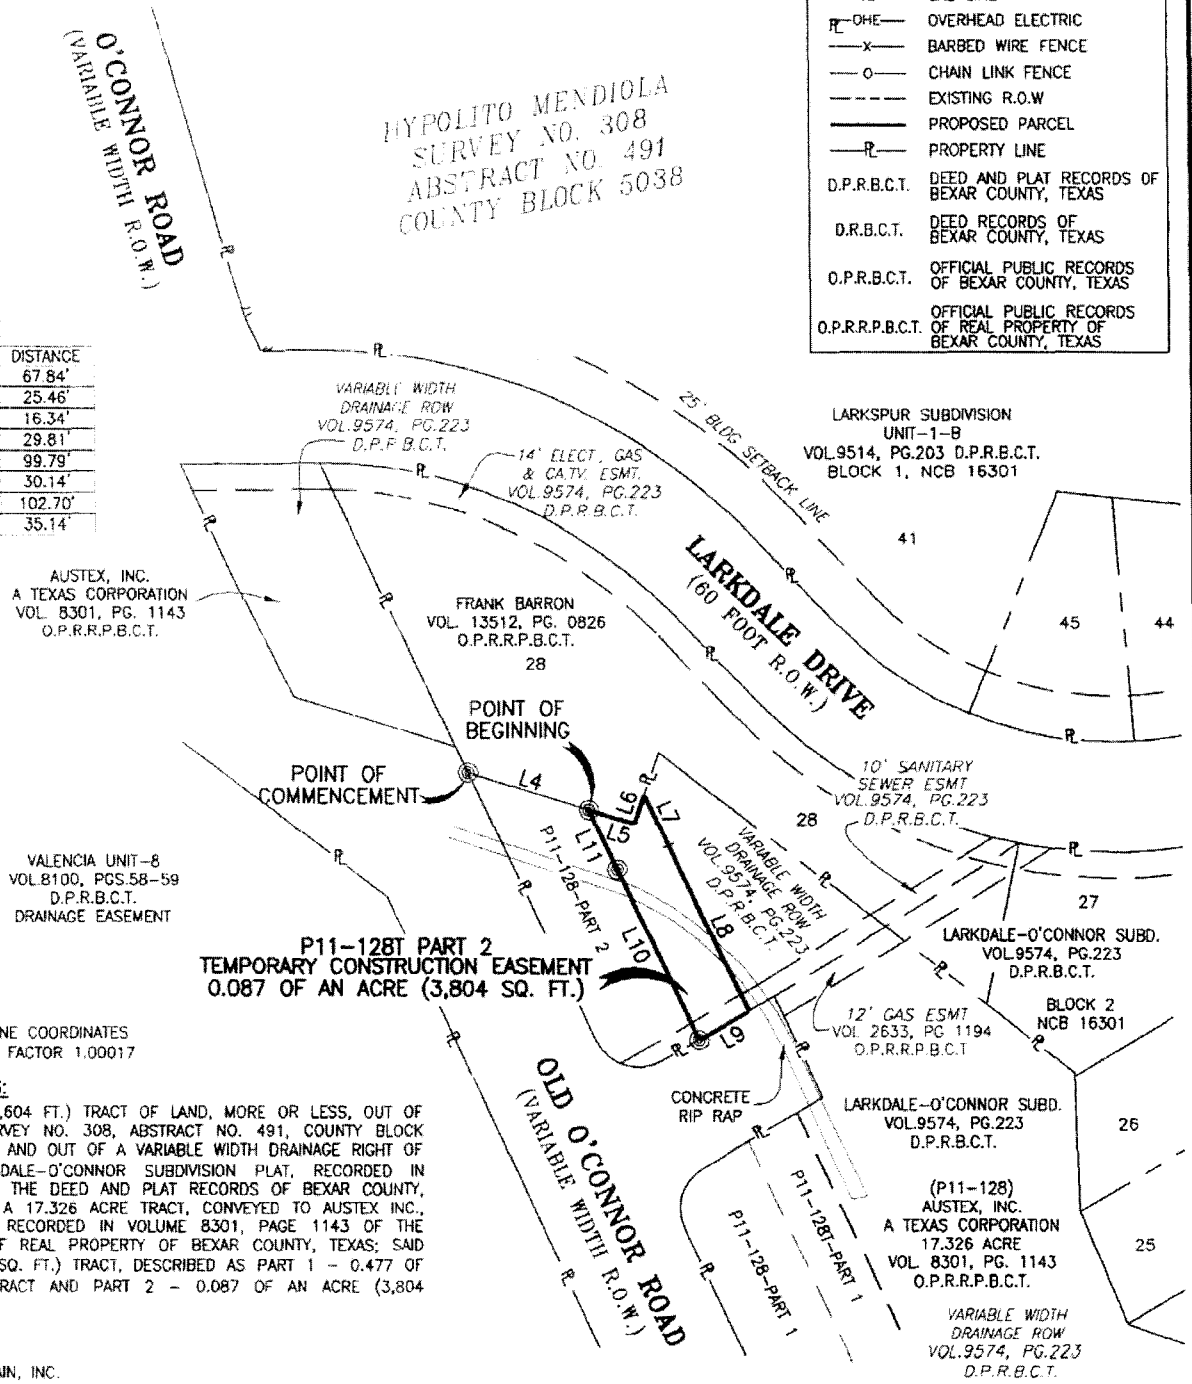 OHE OVERHEAD ELECTRIC
X BARBED WIRE FENCE
O CHAIN LINK FENCE
EXISTING R.O.W
PROPOSED PARCEL
PL PROPERTY LINE
D.P.R.B.C.T. DEED AND PLAT RECORDS OF
BEXAR COUNTY, TEXAS
D.R.B.C.T. DEED RECORDS OF
BEXAR COUNTY, TEXAS
O.P.R.B.C.T. OFFICIAL PUBLIC RECORDS
OF BEXAR COUNTY, TEXAS
O.P.R.R.P.B.C.T. OFFICIAL PUBLIC RECORDS
OF REAL PROPERTY OF
BEXAR COUNTY, TEXAS
O'CONNOR ROAD
(VARIABLE WIDTH R.O.W.)
HYPOLITO MENDIOLA
SURVEY NO. 308
ABSTRACT NO. 491
COUNTY BLOCK 5038
DISTANCE
67.84'
25.46'
16.34'
29.81'
99.79'
30.14'
102.70'
35.14'
VARIABLE WIDTH
DRAINAGE ROW
VOL.9574, PG.223
D.P.R.B.C.T.
14' ELECT, GAS
& CA.TV. ESMT.
VOL.9574, PG.223
D.P.R.B.C.T.
25' BLDG SETBACK LINE
LARKSPUR SUBDIVISION
UNIT-1-B
VOL.9514, PG.203 D.P.R.B.C.T.
BLOCK 1, NCB 16301
41
45
44
LARKDALE DRIVE
(60 FOOT R.O.W.)
AUSTEX, INC.
A TEXAS CORPORATION
VOL. 8301, PG. 1143
O.P.R.R.P.B.C.T.
FRANK BARRON
VOL. 13512, PG. 0826
O.P.R.R.P.B.C.T.
28
POINT OF
BEGINNING
POINT OF
COMMENCEMENT
L4
L5
L6
L7
L11
L10
L8
L9
P11-128-PART 2
VARIABLE WIDTH
DRAINAGE ROW
VOL.9574, PG.223
D.P.R.B.C.T.
28
10' SANITARY
SEWER ESMT
VOL.9574, PG.223
D.P.R.B.C.T.
VALENCIA UNIT-8
VOL.8100, PGS.58-59
D.P.R.B.C.T.
DRAINAGE EASEMENT
P11-128T PART 2
TEMPORARY CONSTRUCTION EASEMENT
0.087 OF AN ACRE (3,804 SQ. FT.)
27
LARKDALE-O'CONNOR SUBD.
VOL.9574, PG.223
D.P.R.B.C.T.
BLOCK 2
NCB 16301
12' GAS ESMT
VOL 2633, PG 1194
O.P.R.R.P.B.C.T
NE COORDINATES
FACTOR 1.00017
CONCRETE
RIP RAP
OLD O'CONNOR ROAD
(VARIABLE WIDTH R.O.W.)
LARKDALE-O'CONNOR SUBD.
VOL.9574, PG.223
D.P.R.B.C.T.
26
,604 FT.) TRACT OF LAND, MORE OR LESS, OUT OF
RVEY NO. 308, ABSTRACT NO. 491, COUNTY BLOCK
AND OUT OF A VARIABLE WIDTH DRAINAGE RIGHT OF
DALE-O'CONNOR SUBDIVISION PLAT, RECORDED IN
THE DEED AND PLAT RECORDS OF BEXAR COUNTY,
A 17.326 ACRE TRACT, CONVEYED TO AUSTEX INC.,
RECORDED IN VOLUME 8301, PAGE 1143 OF THE
F REAL PROPERTY OF BEXAR COUNTY, TEXAS; SAID
SQ. FT.) TRACT, DESCRIBED AS PART 1 - 0.477 OF
RACT AND PART 2 - 0.087 OF AN ACRE (3,804
P11-128-PART 1
P11-128T-PART 1
(P11-128)
AUSTEX, INC.
A TEXAS CORPORATION
17.326 ACRE
VOL. 8301, PG. 1143
O.P.R.R.P.B.C.T.
25
VARIABLE WIDTH
DRAINAGE ROW
VOL.9574, PG.223
D.P.R.B.C.T.
AIN, INC.